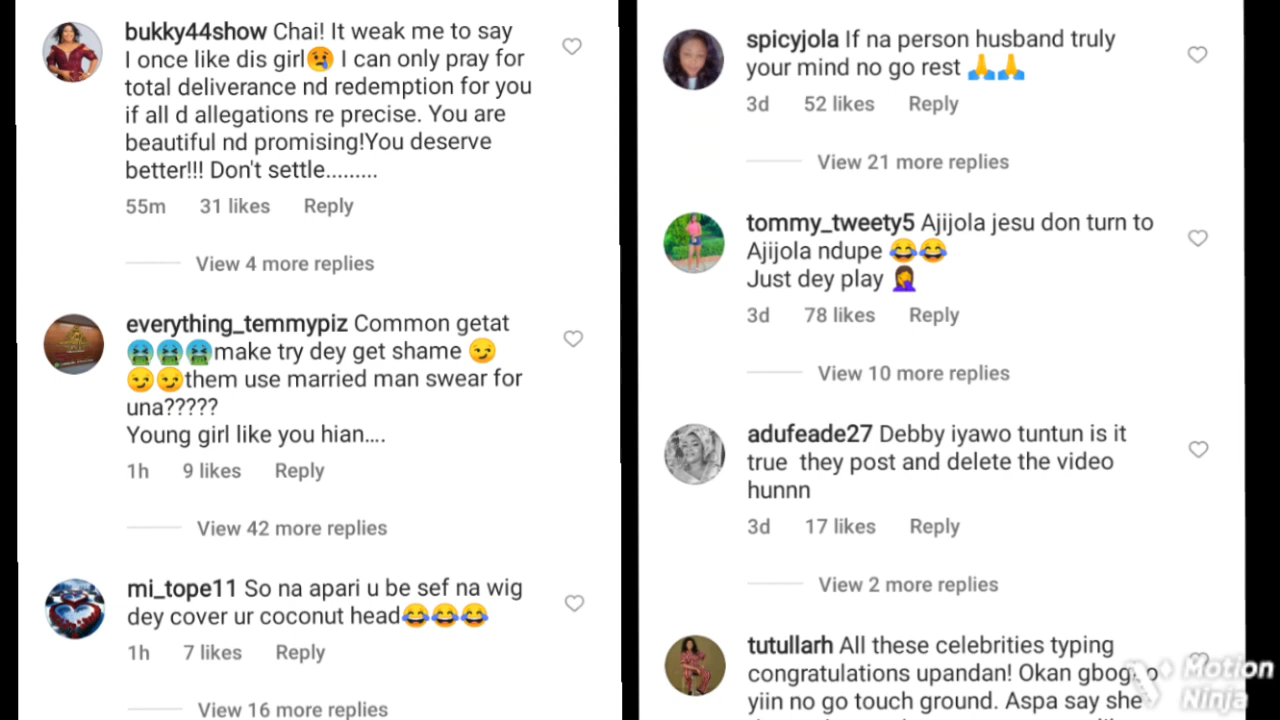 bukky44show Chai! It weak me to say
I once like dis girl😢 I can only pray for
total deliverance nd redemption for you
if all d allegations re precise. You are
beautiful nd promising!You deserve
better!!! Don't settle.........
55m 31 likes Reply
View 4 more replies
everything_temmypiz Common getat
🤮🤮🤮make try dey get shame 😏
😏😏them use married man swear for
una?????
Young girl like you hian....
1h 9 likes Reply
View 42 more replies
mi_tope11 So na apari u be sef na wig
dey cover ur coconut head😂😂😂
1h 7 likes Reply
View 16 more replies
spicyjola If na person husband truly
your mind no go rest 🙏🙏
3d 52 likes Reply
View 21 more replies
tommy_tweety5 Ajijola jesu don turn to
Ajijola ndupe 😂😂
Just dey play 🤦‍♀️
3d 78 likes Reply
View 10 more replies
adufeade27 Debby iyawo tuntun is it
true they post and delete the video
hunnn
3d 17 likes Reply
View 2 more replies
tutullarh All these celebrities typing
congratulations upandan! Okan
yiin no go touch ground. Aspa say she
Motion
Ninja